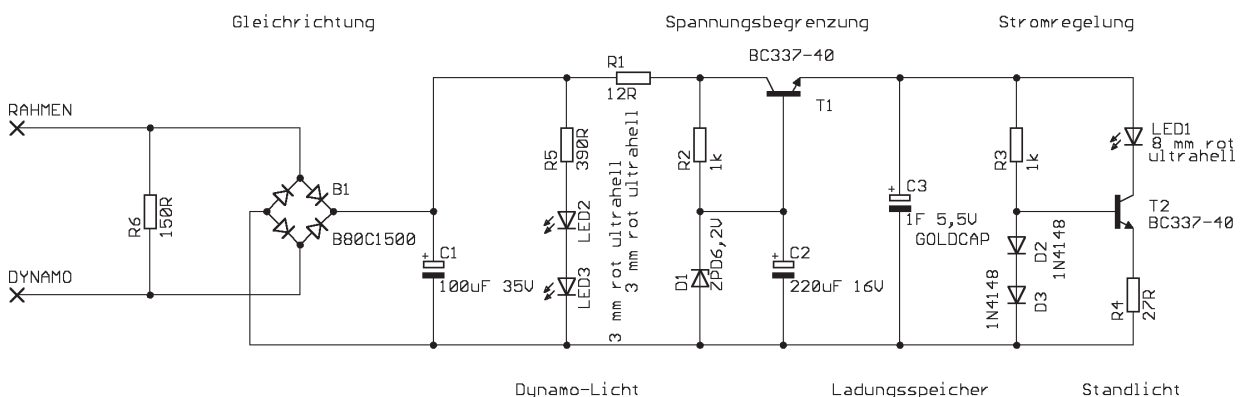 Gleichrichtung
Spannungsbegrenzung
Stromregelung
BC337-40
R1
12R
T1
RAHMEN
R6
150R
B1
B80C1500
C1
100uF 35V
R5
390R
LED2
LED3
3 mm rot ultrahell
3 mm rot ultrahell
R2
1k
D1
ZPD6,2V
C2
220uF 16V
C3
1F 5,5V
GOLDCAP
R3
1k
LED1
8 mm rot
ultrahell
T2
BC337-40
D2
1N4148
1N4148
D3
R4
27R
DYNAMO
Dynamo-Licht
Ladungsspeicher
Standlicht